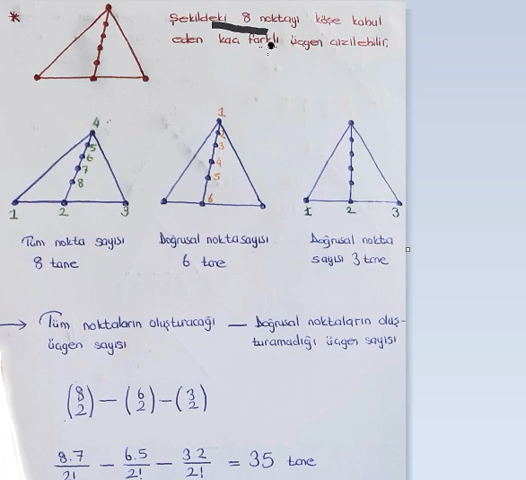 * Şekildeki 8 noktayı köşe kabul
eden kaç farklı üçgen çizilebilir.
4
5
6
7
8
1 2 3
1
2
3
4
5
6
1 2 3
Tüm nokta sayısı
8 tane
Doğrusal nokta sayısı
6 tane
Doğrusal nokta
sayısı 3 tane
→ Tüm noktaların oluşturacağı
üçgen sayısı
— Doğrusal noktaların oluş-
turamadığı üçgen sayısı
(8 2) — (6 2) — (3 2)
8.7/2! — 6.5/2! — 3 2/2! = 35 tane